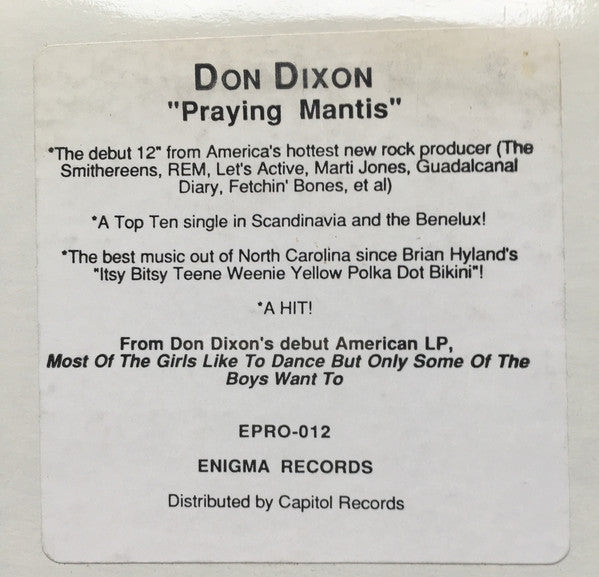 DON DIXON
"Praying Mantis"
*The debut 12" from America's hottest new rock producer (The
Smithereens, REM, Let's Active, Marti Jones, Guadalcanal
Diary, Fetchin' Bones, et al)
*A Top Ten single in Scandinavia and the Benelux!
*The best music out of North Carolina since Brian Hyland's
"Itsy Bitsy Teene Weenie Yellow Polka Dot Bikini"!
*A HIT!
From Don Dixon's debut American LP,
Most Of The Girls Like To Dance But Only Some Of The
Boys Want To
EPRO-012
ENIGMA RECORDS
Distributed by Capitol Records